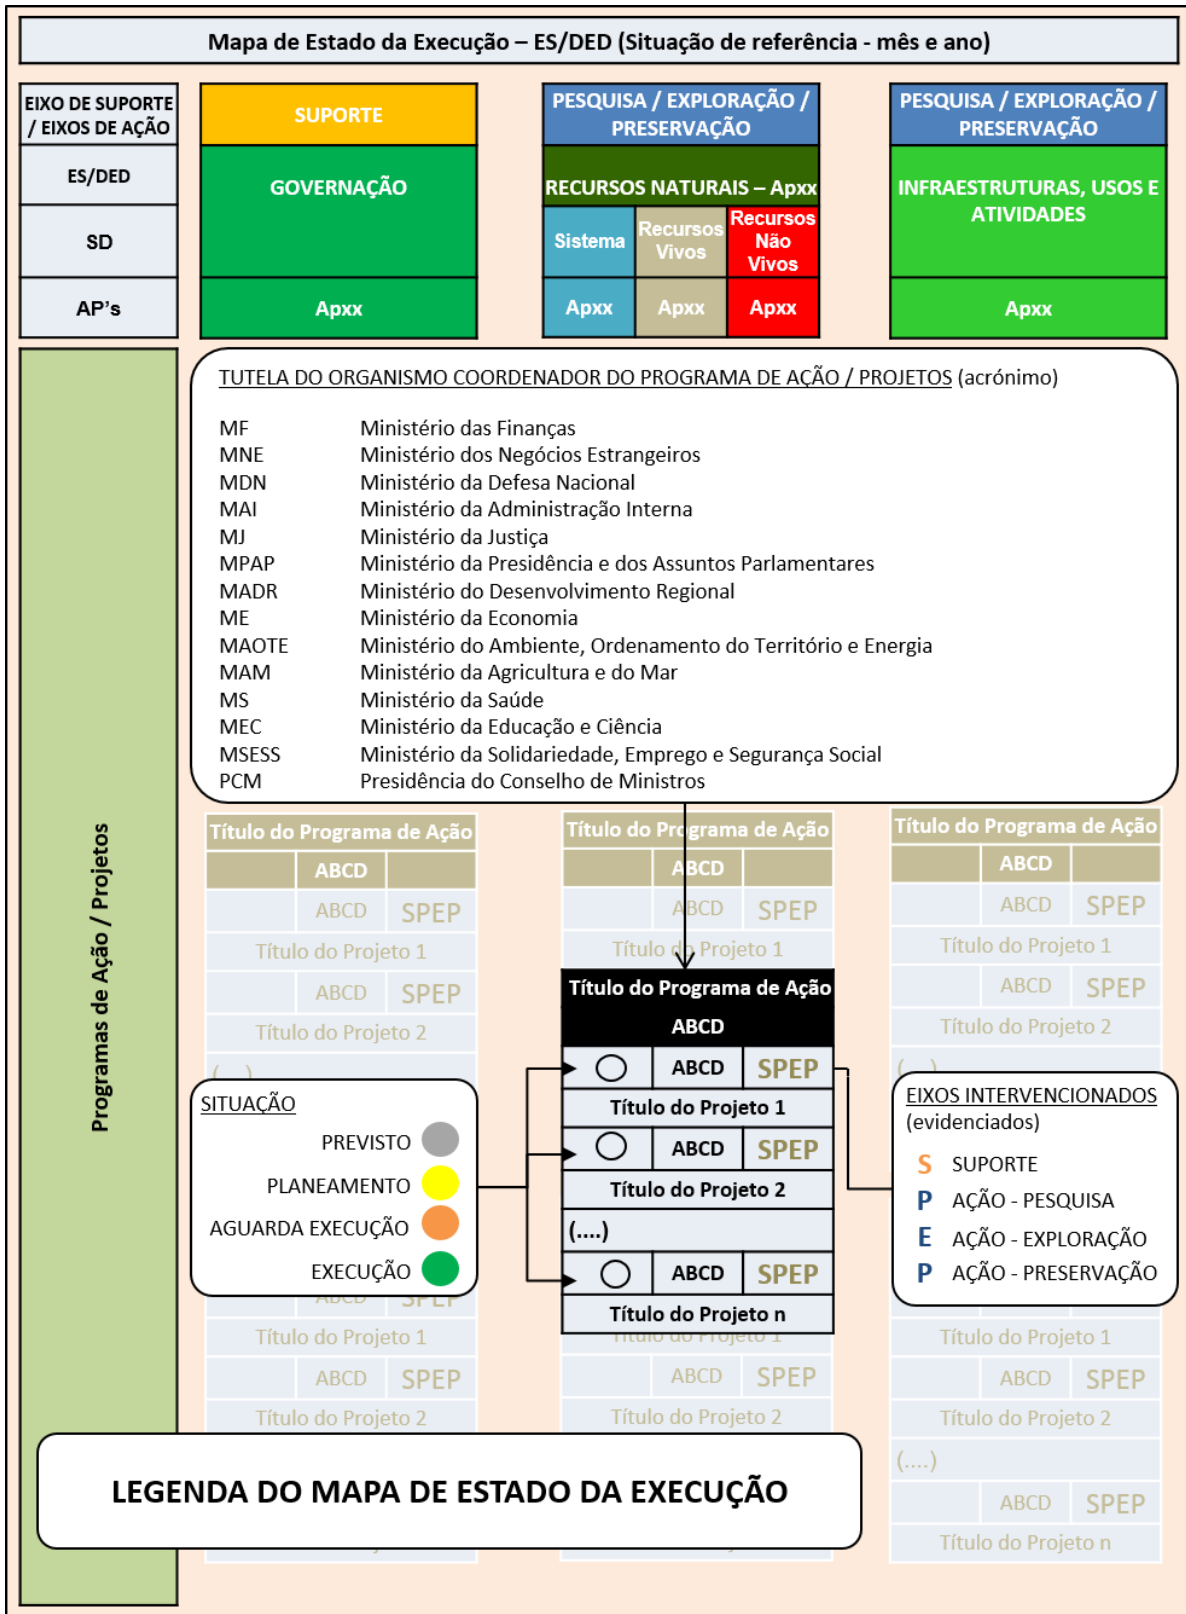 Mapa de Estado da Execução – ES/DED (Situação de referência - mês e ano)
EIXO DE SUPORTE
/ EIXOS DE AÇÃO
SUPORTE
PESQUISA / EXPLORAÇÃO /
PRESERVAÇÃO
PESQUISA / EXPLORAÇÃO /
PRESERVAÇÃO
ES/DED
GOVERNAÇÃO
RECURSOS NATURAIS – Apxx
INFRAESTRUTURAS, USOS E
ATIVIDADES
SD
Sistema
Recursos
Vivos
Recursos
Não
Vivos
AP's
Apxx
Apxx
Apxx
Apxx
Apxx
Programas de Ação / Projetos
TUTELA DO ORGANISMO COORDENADOR DO PROGRAMA DE AÇÃO / PROJETOS (acrónimo)
MF Ministério das Finanças
MNE Ministério dos Negócios Estrangeiros
MDN Ministério da Defesa Nacional
MAI Ministério da Administração Interna
MJ Ministério da Justiça
MPAP Ministério da Presidência e dos Assuntos Parlamentares
MADR Ministério do Desenvolvimento Regional
ME Ministério da Economia
MAOTE Ministério do Ambiente, Ordenamento do Território e Energia
MAM Ministério da Agricultura e do Mar
MS Ministério da Saúde
MEC Ministério da Educação e Ciência
MSESS Ministério da Solidariedade, Emprego e Segurança Social
PCM Presidência do Conselho de Ministros
Título do Programa de Ação
ABCD
ABCD SPEP
Título do Projeto 1
ABCD SPEP
Título do Projeto 2
(....)
SITUAÇÃO
PREVISTO
PLANEAMENTO
AGUARDA EXECUÇÃO
EXECUÇÃO
ABCD SPEP
Título do Projeto 1
ABCD SPEP
Título do Projeto 2
Título do Programa de Ação
ABCD
ABCD SPEP
Título do Projeto 1
Título do Programa de Ação
ABCD
ABCD SPEP
Título do Projeto 1
ABCD SPEP
Título do Projeto 2
(....)
ABCD SPEP
Título do Projeto n
Título do Projeto 1
ABCD SPEP
Título do Projeto 2
Título do Programa de Ação
ABCD
ABCD SPEP
Título do Projeto 1
ABCD SPEP
Título do Projeto 2
EIXOS INTERVENCIONADOS
(evidenciados)
S SUPORTE
P AÇÃO - PESQUISA
E AÇÃO - EXPLORAÇÃO
P AÇÃO - PRESERVAÇÃO
Título do Projeto 1
ABCD SPEP
Título do Projeto 2
(....)
ABCD SPEP
Título do Projeto n
LEGENDA DO MAPA DE ESTADO DA EXECUÇÃO